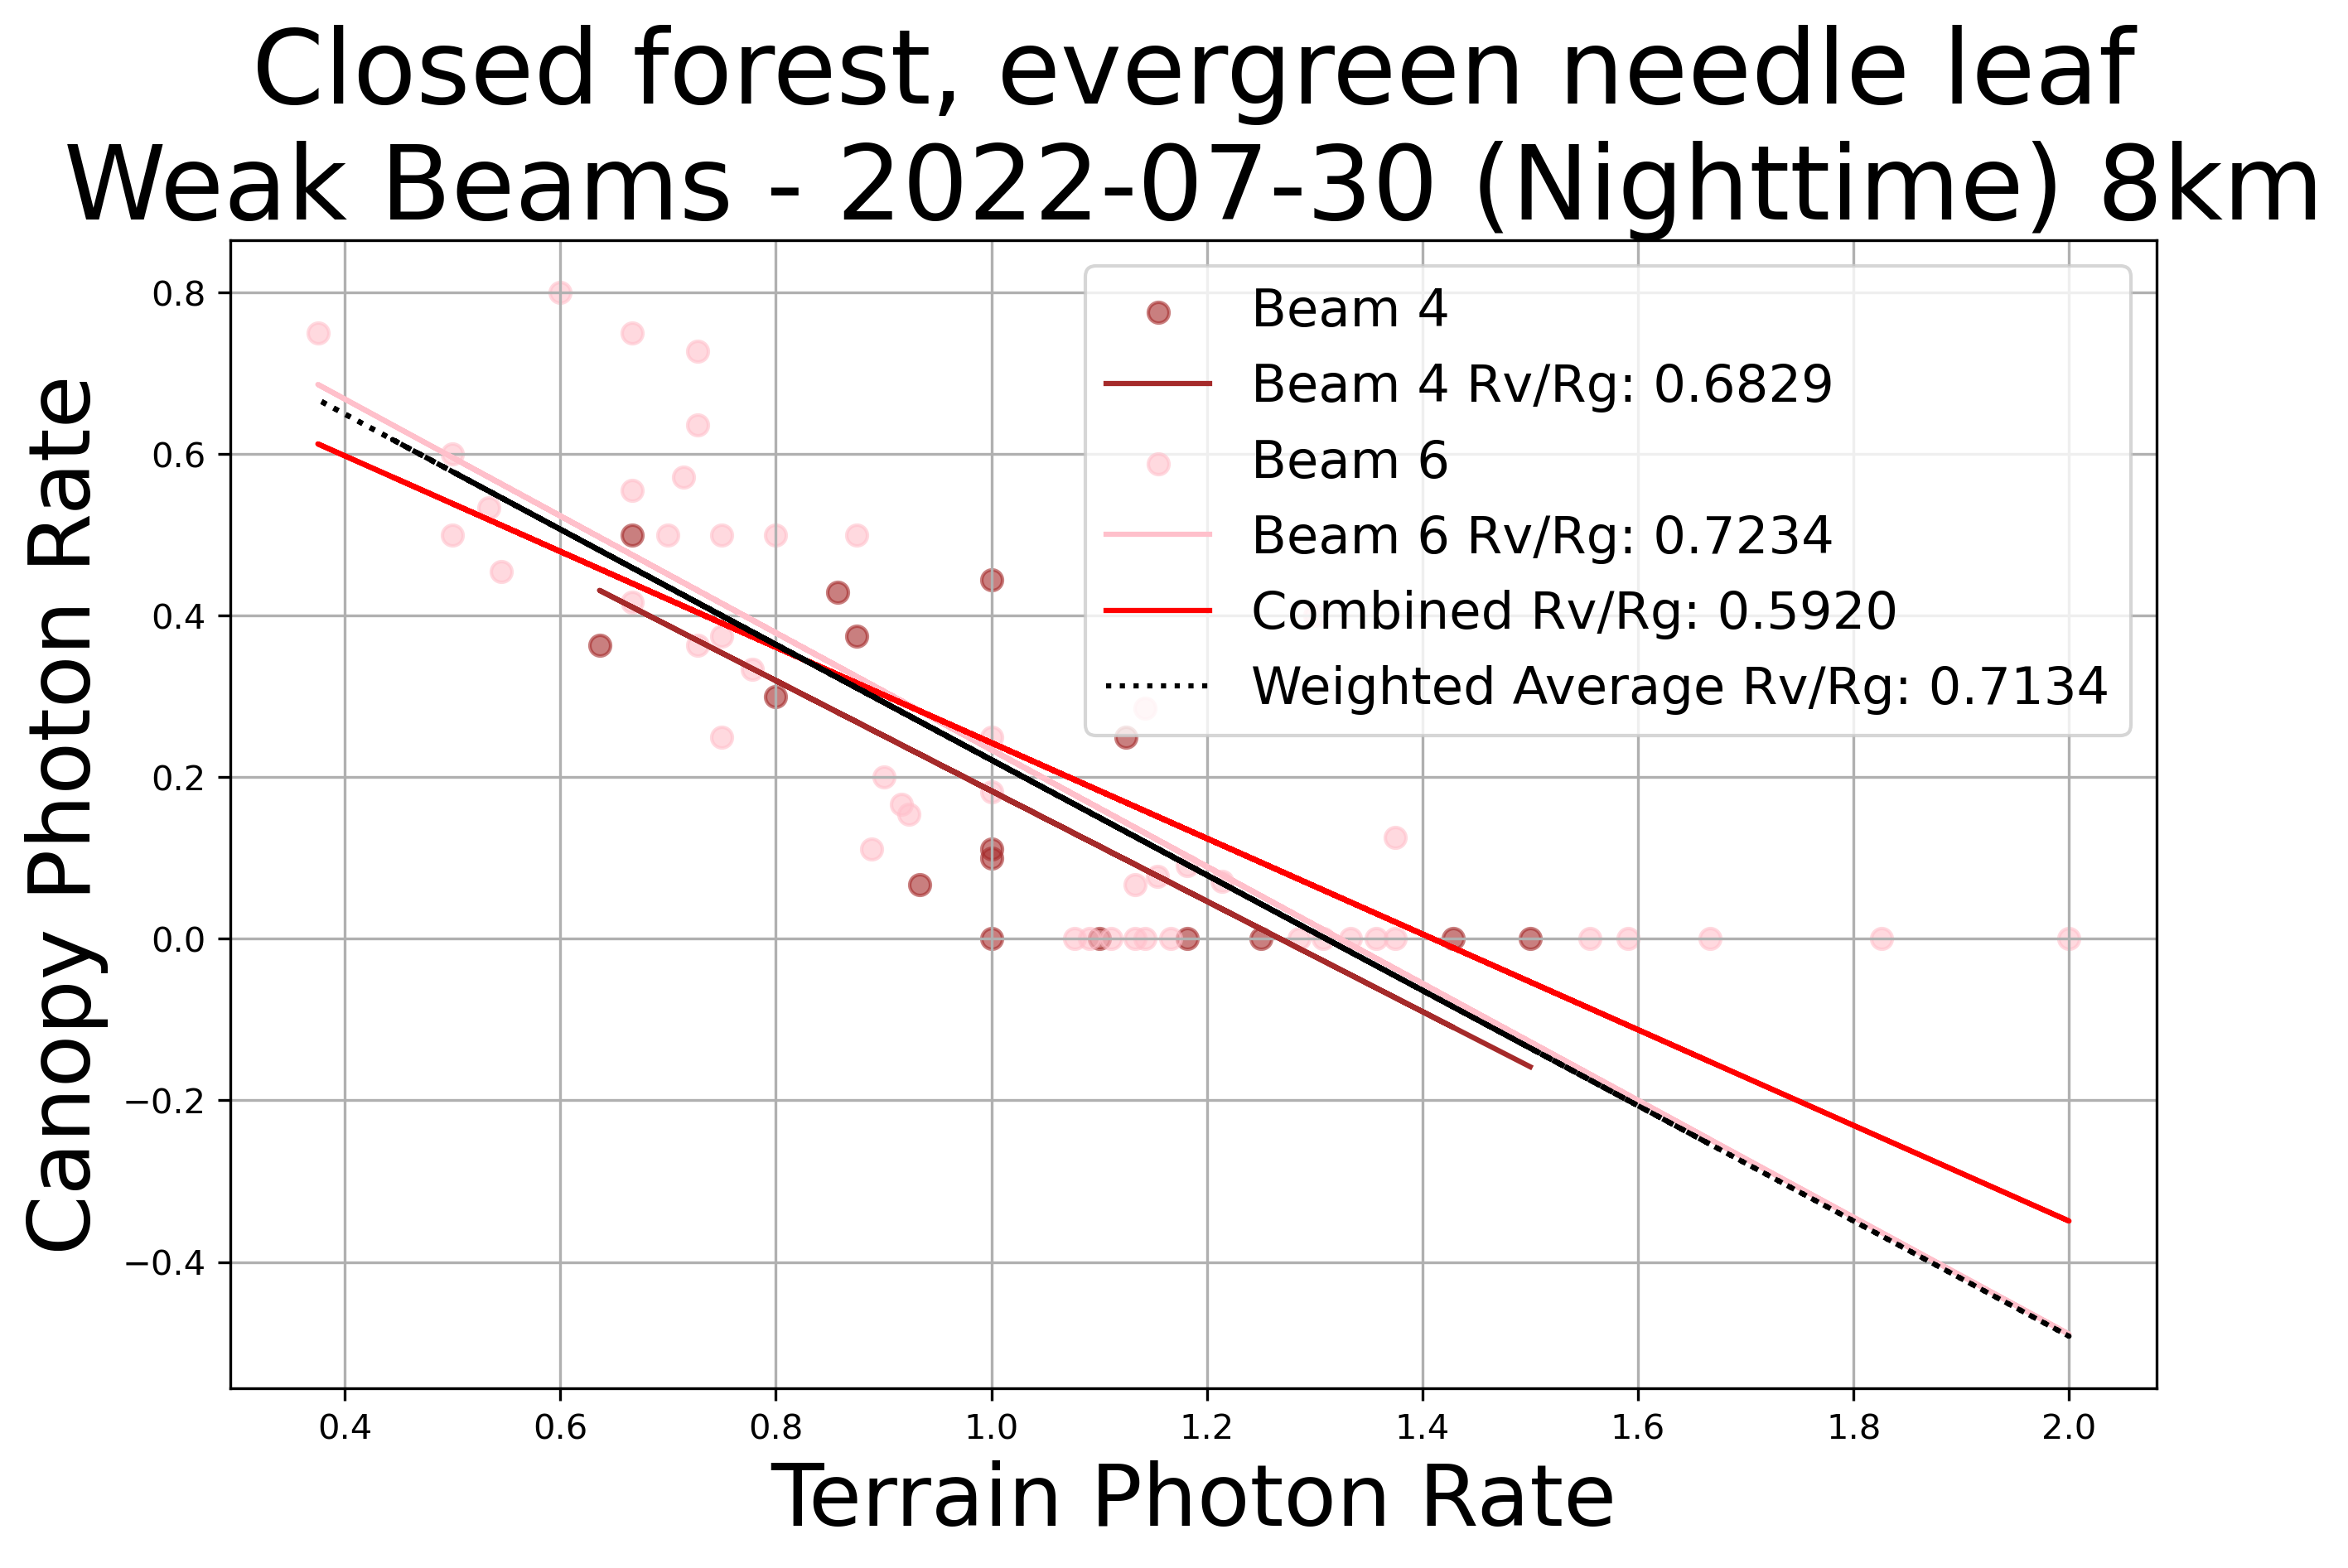 Closed forest, evergreen needle leaf
Weak Beams - 2022-07-30 (Nighttime) 8km
Canopy Photon Rate
0.8
0.6
0.4
0.2
0.0
−0.2
−0.4
Beam 4
Beam 4 Rv/Rg: 0.6829
Beam 6
Beam 6 Rv/Rg: 0.7234
Combined Rv/Rg: 0.5920
Weighted Average Rv/Rg: 0.7134
0.4 0.6 0.8 1.0 1.2 1.4 1.6 1.8 2.0
Terrain Photon Rate